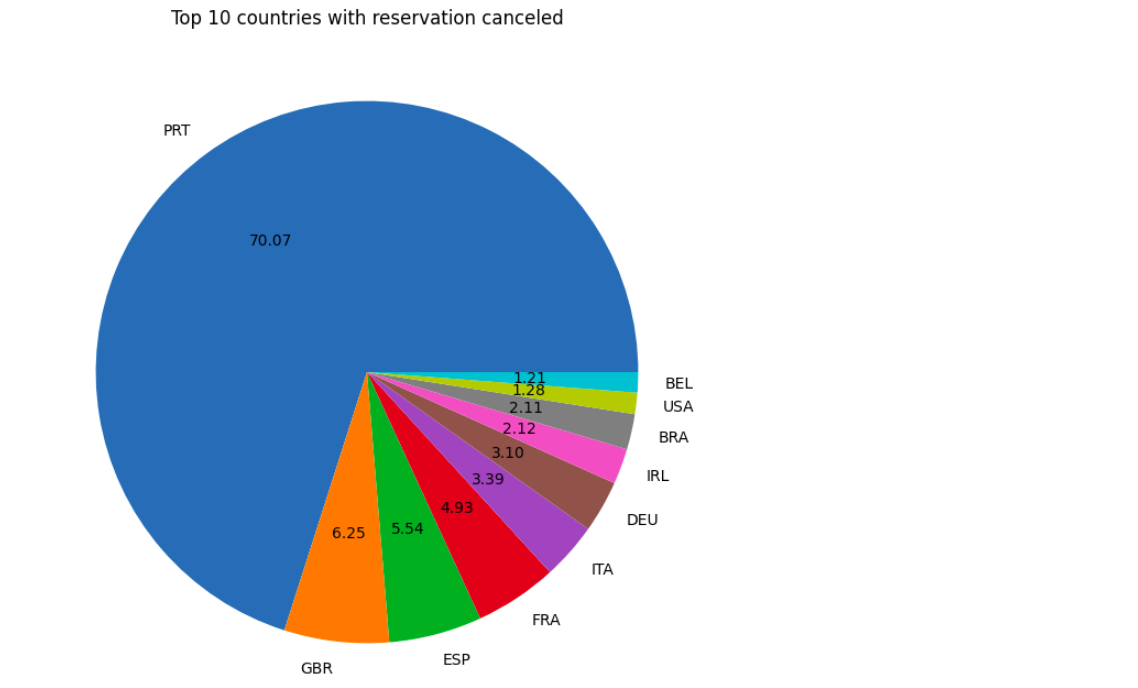 Top 10 countries with reservation canceled
PRT
70.07
1.21
BEL
1.28
USA
2.11
BRA
2.12
IRL
3.10
DEU
3.39
ITA
4.93
FRA
5.54
ESP
6.25
GBR